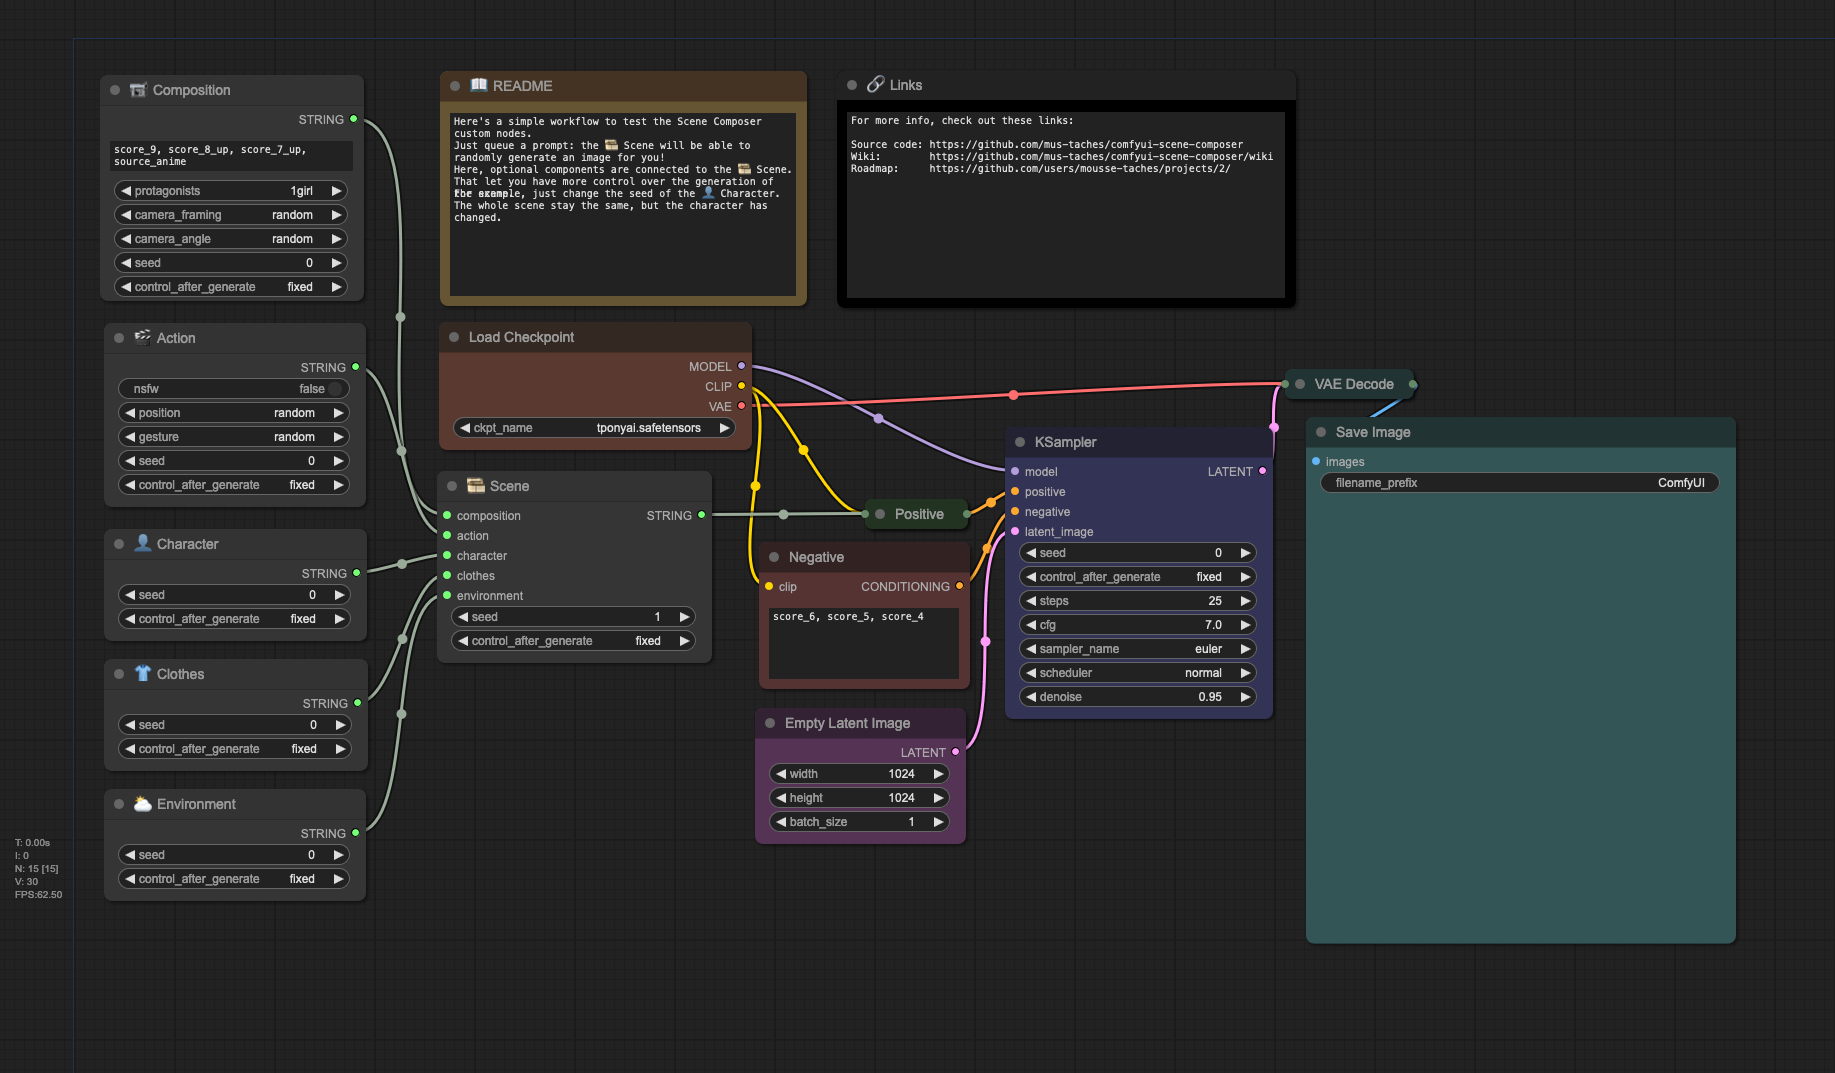 Composition
STRING
score_9, score_8_up, score_7_up,
source_anime
protagonists 1girl
camera_framing random
camera_angle random
seed 0
control_after_generate fixed
Action
STRING
nsfw false
position random
gesture random
seed 0
control_after_generate fixed
Character
STRING
seed 0
control_after_generate fixed
Clothes
STRING
seed 0
control_after_generate fixed
Environment
STRING
seed 0
control_after_generate fixed
T: 0.00s
I: 0
N: 15 [15]
V: 30
FPS:62.50
README
Here's a simple workflow to test the Scene Composer
custom nodes.
Just queue a prompt: the Scene will be able to
randomly generate an image for you!
Here, optional components are connected to the Scene.
That let you have more control over the generation of
example, just change the seed of the Character.
The whole scene stay the same, but the character has
changed.
Links
For more info, check out these links:
Source code: https://github.com/mus-taches/comfyui-scene-composer
Wiki: https://github.com/mus-taches/comfyui-scene-composer/wiki
Roadmap: https://github.com/users/mousse-taches/projects/2/
Load Checkpoint
MODEL
CLIP
VAE
ckpt_name tponyai.safetensors
Scene
composition STRING
action
character
clothes
environment
seed 1
control_after_generate fixed
Positive
Negative
clip CONDITIONING
score_6, score_5, score_4
Empty Latent Image
LATENT
width 1024
height 1024
batch_size 1
KSampler
model LATENT
positive
negative
latent_image
seed 0
control_after_generate fixed
steps 25
cfg 7.0
sampler_name euler
scheduler normal
denoise 0.95
VAE Decode
Save Image
images
filename_prefix ComfyUI